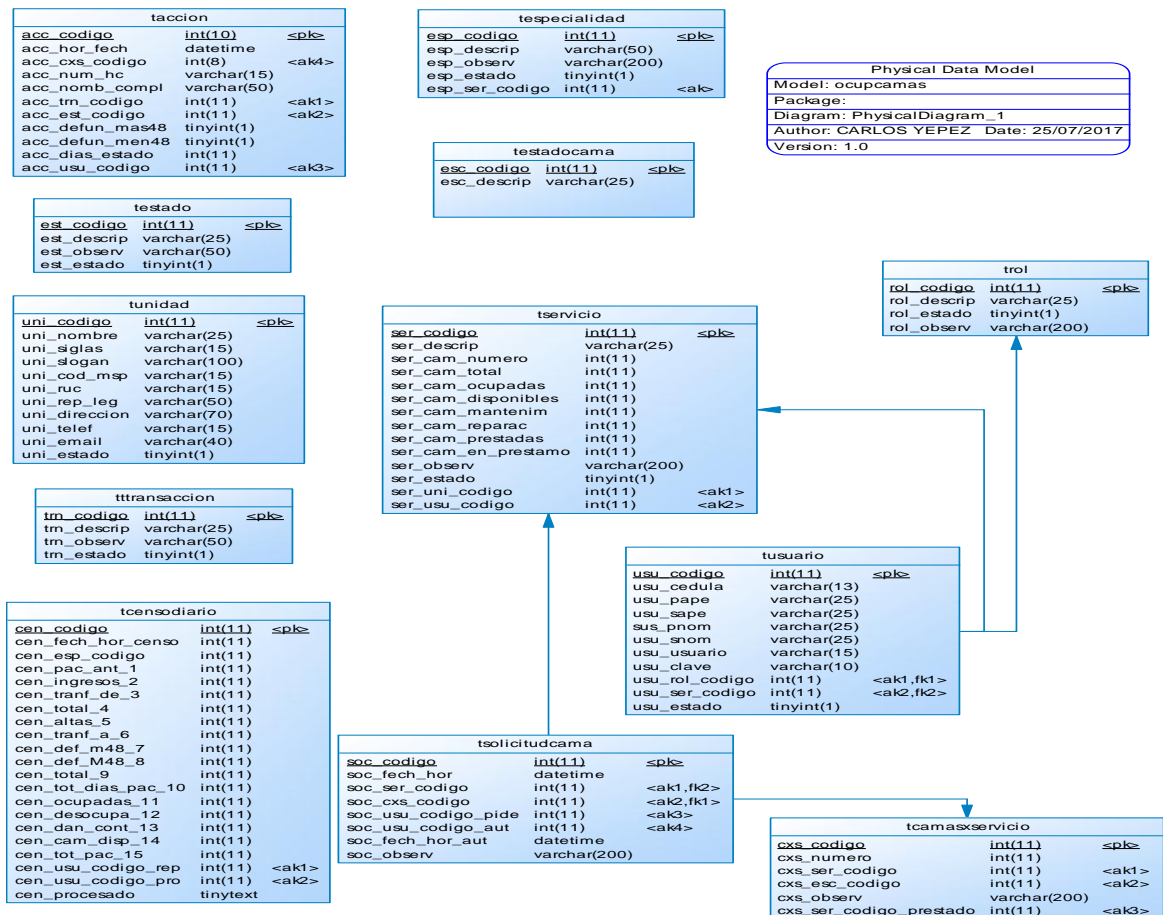 taccion
acc_codigo int(10) <pk>
acc_hor_fech datetime
acc_cxs_codigo int(8) <ak4>
acc_num_hc varchar(15)
acc_nomb_compl varchar(50)
acc_trn_codigo int(11) <ak1>
acc_est_codigo int(11) <ak2>
acc_defun_mas48 tinyint(1)
acc_defun_men48 tinyint(1)
acc_dias_estado int(11)
acc_usu_codigo int(11) <ak3>
tespecialidad
esp_codigo int(11) <pk>
esp_descrip varchar(50)
esp_observ varchar(200)
esp_estado tinyint(1)
esp_ser_codigo int(11) <ak>
Physical Data Model
Model: ocupcamas
Package:
Diagram: PhysicalDiagram_1
Author: CARLOS YEPEZ Date: 25/07/2017
Version: 1.0
testadocama
esc_codigo int(11) <pk>
esc_descrip varchar(25)
testado
est_codigo int(11) <pk>
est_descrip varchar(25)
est_observ varchar(50)
est_estado tinyint(1)
trol
rol_codigo int(11) <pk>
rol_descrip varchar(25)
rol_estado tinyint(1)
rol_observ varchar(200)
tunidad
uni_codigo int(11) <pk>
uni_nombre varchar(25)
uni_siglas varchar(15)
uni_slogan varchar(100)
uni_cod_msp varchar(15)
uni_ruc varchar(15)
uni_rep_leg varchar(50)
uni_direccion varchar(70)
uni_telef varchar(15)
uni_email varchar(40)
uni_estado tinyint(1)
tservicio
ser_codigo int(11) <pk>
ser_descrip varchar(25)
ser_cam_numero int(11)
ser_cam_total int(11)
ser_cam_ocupadas int(11)
ser_cam_disponibles int(11)
ser_cam_mantenim int(11)
ser_cam_reparac int(11)
ser_cam_prestadas int(11)
ser_cam_en_prestamo int(11)
ser_observ varchar(200)
ser_estado tinyint(1)
ser_uni_codigo int(11) <ak1>
ser_usu_codigo int(11) <ak2>
tttransaccion
trn_codigo int(11) <pk>
trn_descrip varchar(25)
trn_observ varchar(50)
trn_estado tinyint(1)
tusuario
usu_codigo int(11) <pk>
usu_cedula varchar(13)
usu_pape varchar(25)
usu_sape varchar(25)
sus_pnom varchar(25)
usu_snom varchar(25)
usu_usuario varchar(15)
usu_clave varchar(10)
usu_rol_codigo int(11) <ak1,fk1>
usu_ser_codigo int(11) <ak2,fk2>
usu_estado tinyint(1)
tcensodiario
cen_codigo int(11) <pk>
cen_fech_hor_censo int(11)
cen_esp_codigo int(11)
cen_pac_ant_1 int(11)
cen_ingresos_2 int(11)
cen_tranf_de_3 int(11)
cen_total_4 int(11)
cen_altas_5 int(11)
cen_tranf_a_6 int(11)
cen_def_m48_7 int(11)
cen_def_M48_8 int(11)
cen_total_9 int(11)
cen_tot_dias_pac_10 int(11)
cen_ocupadas_11 int(11)
cen_desocupa_12 int(11)
cen_dan_cont_13 int(11)
cen_cam_disp_14 int(11)
cen_tot_pac_15 int(11)
cen_usu_codigo_rep int(11) <ak1>
cen_usu_codigo_pro int(11) <ak2>
cen_procesado tinytext
tsolicitudcama
soc_codigo int(11) <pk>
soc_fech_hor datetime
soc_ser_codigo int(11) <ak1,fk2>
soc_cxs_codigo int(11) <ak2,fk1>
soc_usu_codigo_pide int(11) <ak3>
soc_usu_codigo_aut int(11) <ak4>
soc_fech_hor_aut datetime
soc_observ varchar(200)
tcamasxservicio
cxs_codigo int(11) <pk>
cxs_numero int(11)
cxs_ser_codigo int(11) <ak1>
cxs_esc_codigo int(11) <ak2>
cxs_observ varchar(200)
cxs_ser_codigo_prestado int(11) <ak3>